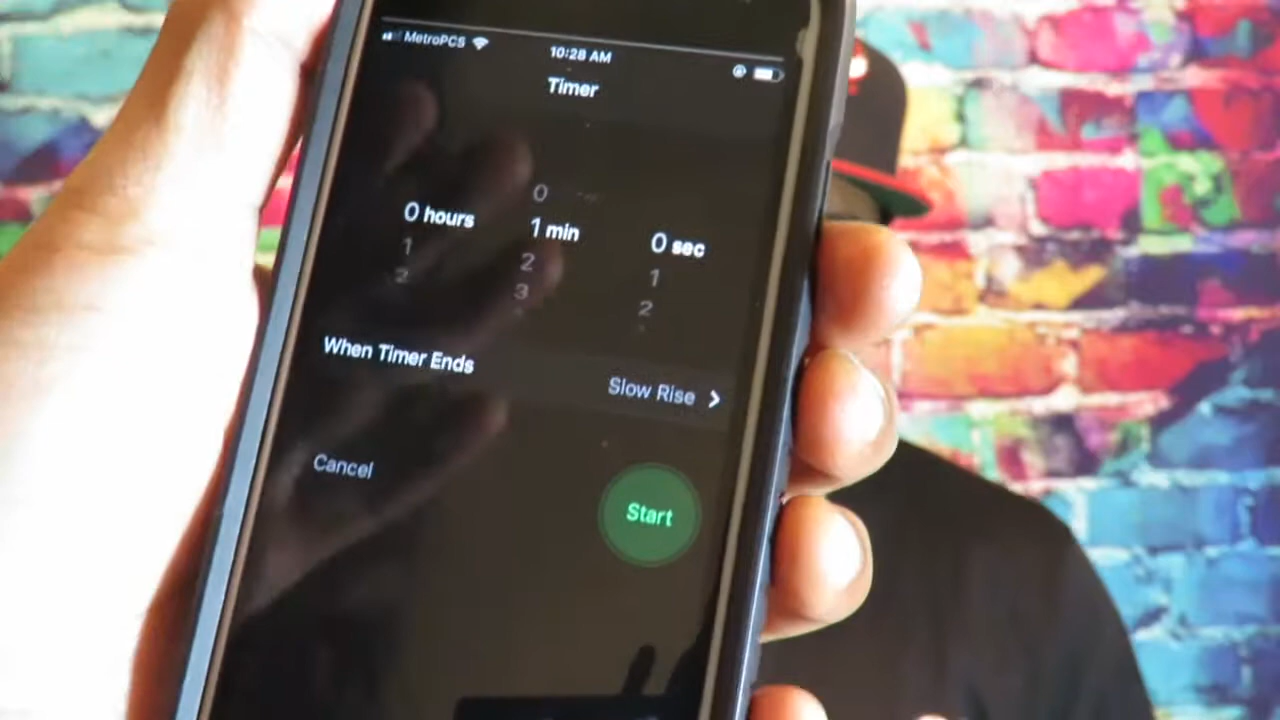 MetroPCS
10:28 AM
Timer
0
0 hours 1 min 0 sec
1 2 1
2 3 2
When Timer Ends
Slow Rise
Cancel
Start